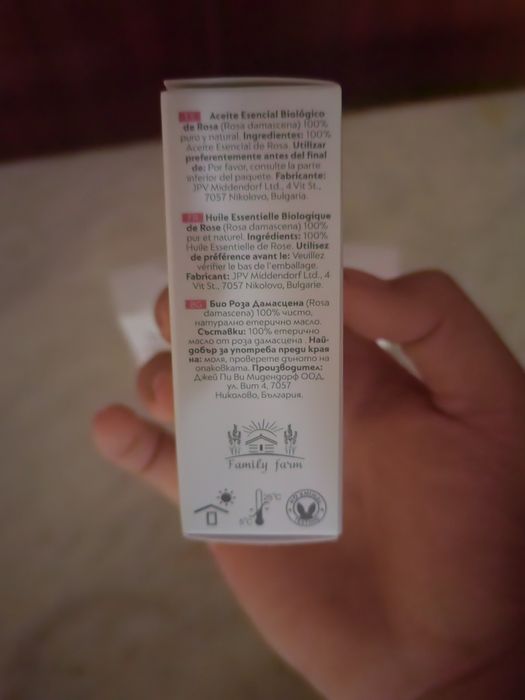 ES Aceite Esencial Biológico
de Rosa (Rosa damascena) 100%
puro y natural. Ingredientes: 100%
Aceite Esencial de Rosa. Utilizar
preferentemente antes del final
de: Por favor, consulte la parte
inferior del paquete. Fabricante:
JPV Middendorf Ltd., 4 Vit St.,
7057 Nikolovo, Bulgaria.
FR Huile Essentielle Biologique
de Rose (Rosa damascena) 100%
pur et naturel. Ingrédients: 100%
Huile Essentielle de Rose. Utilisez
de préférence avant le: Veuillez
vérifier le bas de l'emballage.
Fabricant: JPV Middendorf Ltd., 4
Vit St., 7057 Nikolovo, Bulgarie.
BG Био Роза Дамасцена (Rosa
damascena) 100% чисто,
натурално етерично масло.
Съставки: 100% етерично
масло от роза дамасцена . Най-
добър за употреба преди края
на: моля, проверете дъното на
опаковката. Производител:
Джей Пи Ви Мидендорф ООД,
ул. Вит 4, 7057
Николово, България.
Family farm
5°C 25°C
NO ANIMAL
TESTING